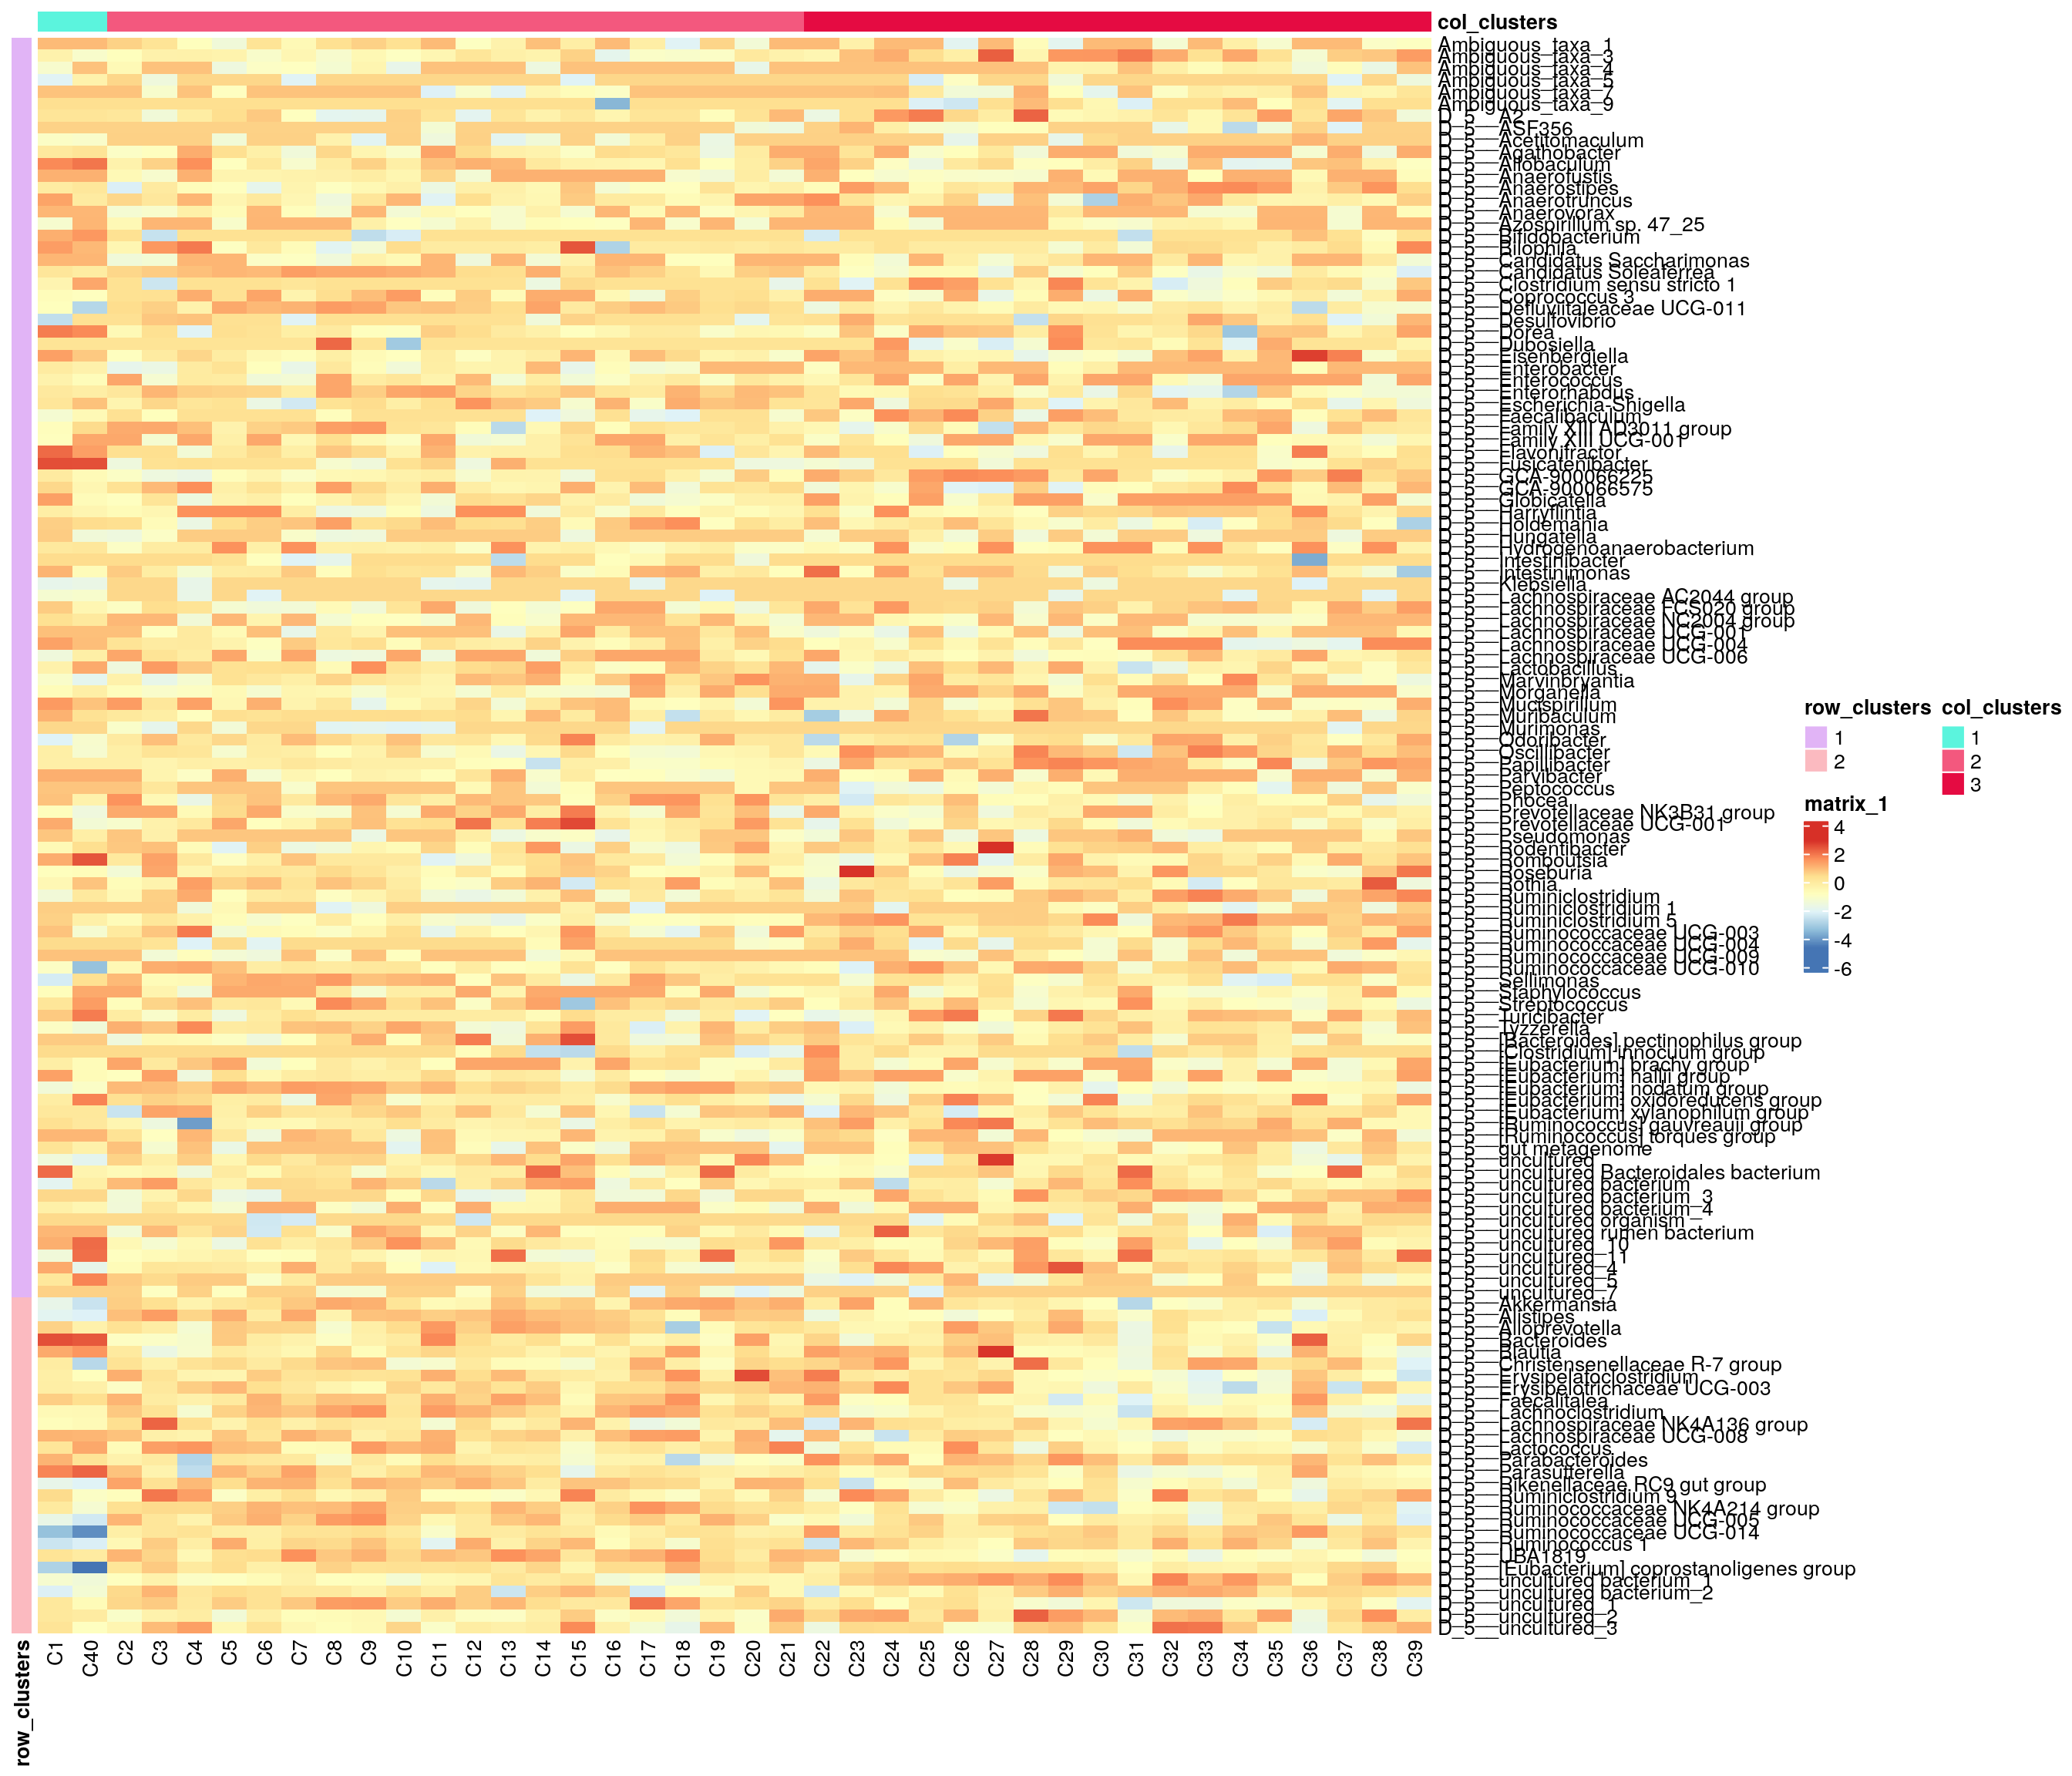 col_clusters
Ambiguous_taxa_1
Ambiguous_taxa_3
Ambiguous_taxa_4
Ambiguous_taxa_5
Ambiguous_taxa_7
Ambiguous_taxa_9
D_5__A2
D_5__ASF356
D_5__Acetitomaculum
D_5__Agathobacter
D_5__Allobaculum
D_5__Anaerofustis
D_5__Anaerostipes
D_5__Anaerotruncus
D_5__Anaerovorax
D_5__Azospirillum sp. 47_25
D_5__Bifidobacterium
D_5__Bilophila
D_5__Candidatus Saccharimonas
D_5__Candidatus Soleaferrea
D_5__Clostridium sensu stricto 1
D_5__Coprococcus 3
D_5__Defluviitaleaceae UCG-011
D_5__Desulfovibrio
D_5__Dorea
D_5__Dubosiella
D_5__Eisenbergiella
D_5__Enterobacter
D_5__Enterococcus
D_5__Enterorhabdus
D_5__Escherichia-Shigella
D_5__Faecalibaculum
D_5__Family XIII AD3011 group
D_5__Family XIII UCG-001
D_5__Flavonifractor
D_5__Fusicatenibacter
D_5__GCA-900066225
D_5__GCA-900066575
D_5__Globicatella
D_5__Harryflintia
D_5__Holdemania
D_5__Hungatella
D_5__Hydrogenoanaerobacterium
D_5__Intestinibacter
D_5__Intestinimonas
D_5__Klebsiella
D_5__Lachnospiraceae AC2044 group
D_5__Lachnospiraceae FCS020 group
D_5__Lachnospiraceae NC2004 group
D_5__Lachnospiraceae UCG-001
D_5__Lachnospiraceae UCG-004
D_5__Lachnospiraceae UCG-006
D_5__Lactobacillus
D_5__Marvinbryantia
D_5__Morganella
D_5__Mucispirillum
D_5__Muribaculum
D_5__Murimonas
D_5__Odoribacter
D_5__Oscillibacter
D_5__Papillibacter
D_5__Parvibacter
D_5__Peptococcus
D_5__Phocea
D_5__Prevotellaceae NK3B31 group
D_5__Prevotellaceae UCG-001
D_5__Pseudomonas
D_5__Rodentibacter
D_5__Romboutsia
D_5__Roseburia
D_5__Rothia
D_5__Ruminiclostridium
D_5__Ruminiclostridium 1
D_5__Ruminiclostridium 5
D_5__Ruminococcaceae UCG-003
D_5__Ruminococcaceae UCG-004
D_5__Ruminococcaceae UCG-009
D_5__Ruminococcaceae UCG-010
D_5__Sellimonas
D_5__Staphylococcus
D_5__Streptococcus
D_5__Turicibacter
D_5__Tyzzerella
D_5__[Bacteroides] pectinophilus group
D_5__[Clostridium] innocuum group
D_5__[Eubacterium] brachy group
D_5__[Eubacterium] hallii group
D_5__[Eubacterium] nodatum group
D_5__[Eubacterium] oxidoreducens group
D_5__[Eubacterium] xylanophilum group
D_5__[Ruminococcus] gauvreauii group
D_5__[Ruminococcus] torques group
D_5__gut metagenome
D_5__uncultured
D_5__uncultured Bacteroidales bacterium
D_5__uncultured bacterium
D_5__uncultured bacterium_3
D_5__uncultured bacterium_4
D_5__uncultured organism
D_5__uncultured rumen bacterium
D_5__uncultured_10
D_5__uncultured_11
D_5__uncultured_4
D_5__uncultured_5
D_5__uncultured_7
D_5__Akkermansia
D_5__Alistipes
D_5__Alloprevotella
D_5__Bacteroides
D_5__Blautia
D_5__Christensenellaceae R-7 group
D_5__Erysipelatoclostridium
D_5__Erysipelotrichaceae UCG-003
D_5__Faecalitalea
D_5__Lachnoclostridium
D_5__Lachnospiraceae NK4A136 group
D_5__Lachnospiraceae UCG-008
D_5__Lactococcus
D_5__Parabacteroides
D_5__Parasutterella
D_5__Rikenellaceae RC9 gut group
D_5__Ruminiclostridium 9
D_5__Ruminococcaceae NK4A214 group
D_5__Ruminococcaceae UCG-005
D_5__Ruminococcaceae UCG-014
D_5__Ruminococcus 1
D_5__UBA1819
D_5__[Eubacterium] coprostanoligenes group
D_5__uncultured bacterium_1
D_5__uncultured bacterium_2
D_5__uncultured_1
D_5__uncultured_2
D_5__uncultured_3
row_clusters
C1 C40 C2 C3 C4 C5 C6 C7 C8 C9 C10 C11 C12 C13 C14 C15 C16 C17 C18 C19 C20 C21 C22 C23 C24 C25 C26 C27 C28 C29 C30 C31 C32 C33 C34 C35 C36 C37 C38 C39
row_clusters
1
2
col_clusters
1
2
3
matrix_1
4
2
0
-2
-4
-6